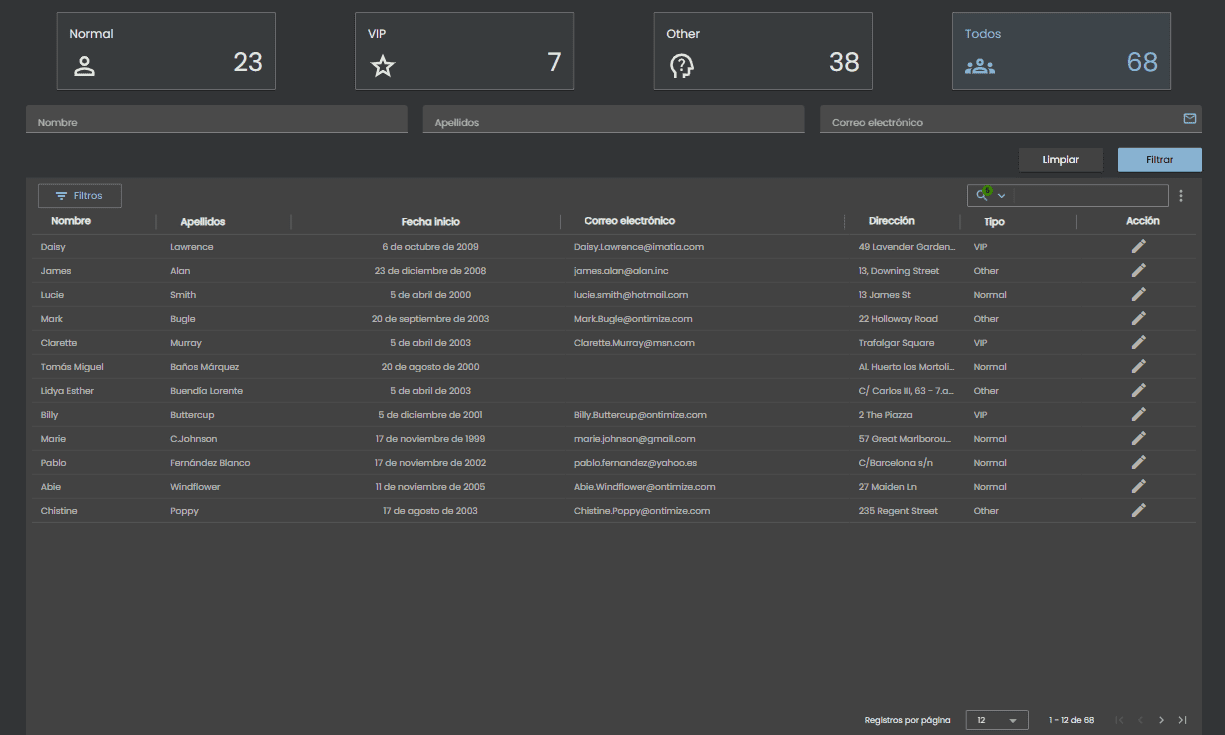 Normal VIP Other Todos
23 7 38 68
Nombre Apellidos Correo electrónico
Limpiar Filtrar
Filtros
Nombre Apellidos Fecha inicio Correo electrónico Dirección Tipo Acción
Daisy Lawrence 6 de octubre de 2009 Daisy.Lawrence@imatia.com 49 Lavender Garden... VIP
James Alan 23 de diciembre de 2008 james.alan@alan.inc 13, Downing Street Other
Lucie Smith 5 de abril de 2000 lucie.smith@hotmail.com 13 James St Normal
Mark Bugle 20 de septiembre de 2003 Mark.Bugle@ontimize.com 22 Holloway Road Other
Clarette Murray 5 de abril de 2003 Clarette.Murray@msn.com Trafalgar Square VIP
Tomás Miguel Baños Márquez 20 de agosto de 2000 Al. Huerto los Mortoli... Normal
Lidya Esther Buendía Lorente 5 de abril de 2003 C/ Carlos III, 63 - 7.a... Other
Billy Buttercup 5 de diciembre de 2001 Billy.Buttercup@ontimize.com 2 The Piazza VIP
Marie C.Johnson 17 de noviembre de 1999 marie.johnson@gmail.com 57 Great Marlborou... Normal
Pablo Fernández Blanco 17 de noviembre de 2002 pablo.fernandez@yahoo.es C/Barcelona s/n Normal
Abie Windflower 11 de noviembre de 2005 Abie.Windflower@ontimize.com 27 Maiden Ln Normal
Chistine Poppy 17 de agosto de 2003 Chistine.Poppy@ontimize.com 235 Regent Street Other
Registros por página 12 1 - 12 de 68